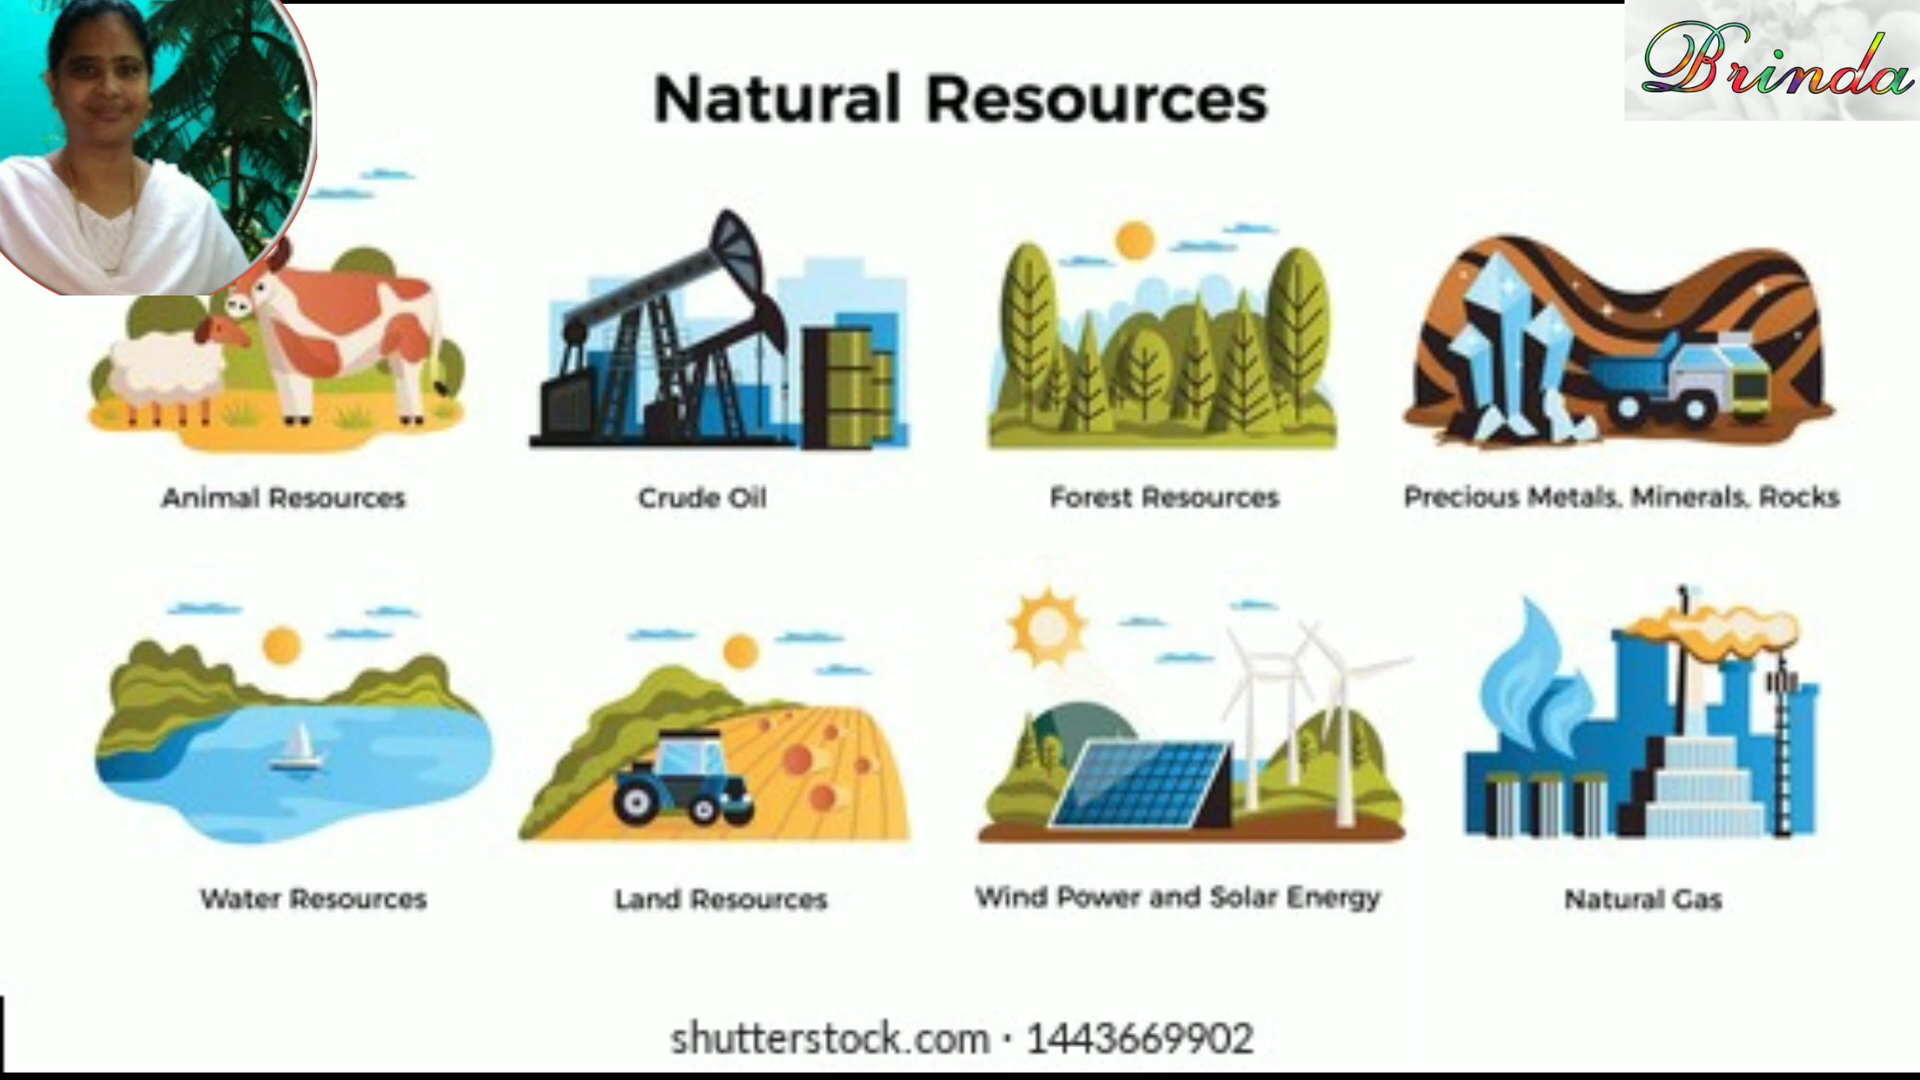 Brinda
Natural Resources
Animal Resources
Crude Oil
Forest Resources
Precious Metals, Minerals, Rocks
Water Resources
Land Resources
Wind Power and Solar Energy
Natural Gas
shutterstock.com · 1443669902